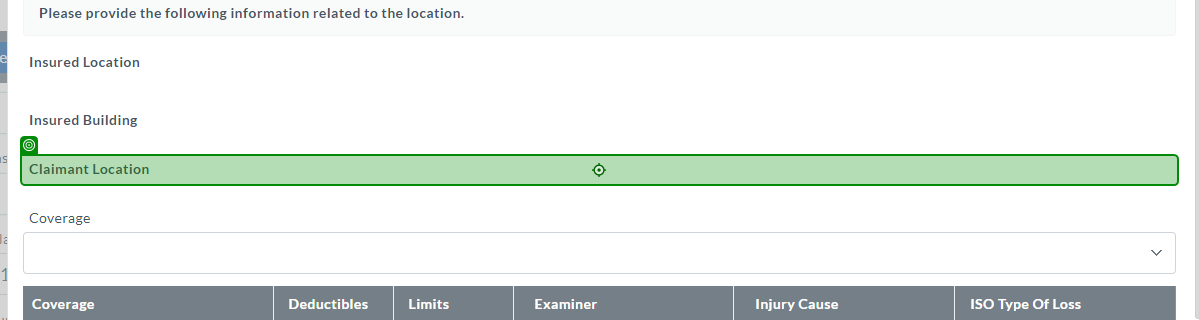 Please provide the following information related to the location.
Insured Location
Insured Building
Claimant Location
Coverage
Coverage Deductibles Limits Examiner Injury Cause ISO Type Of Loss